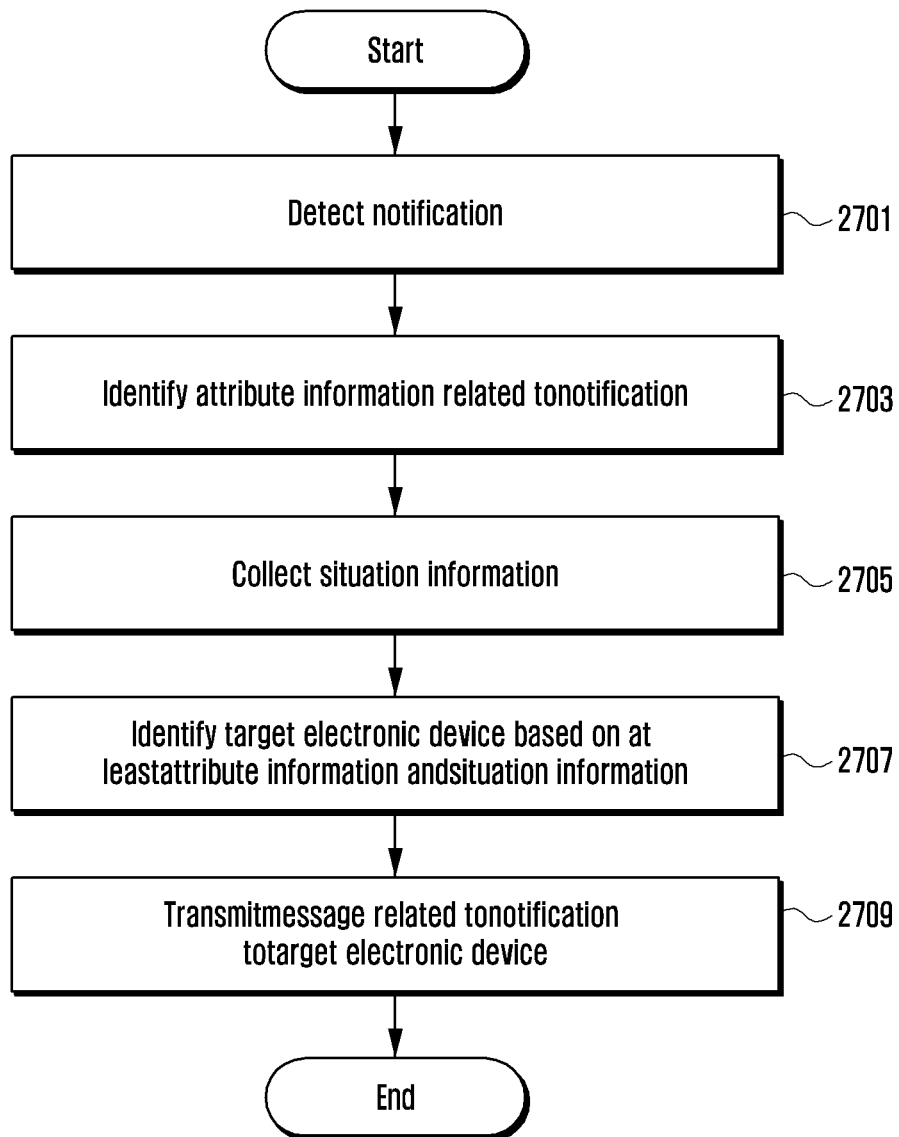 Start
Detect notification
2701
Identify attribute information related tonotification
2703
Collect situation information
2705
Identify target electronic device based on at
leastattribute information andsituation information
2707
Transmitmessage related tonotification
totarget electronic device
2709
End